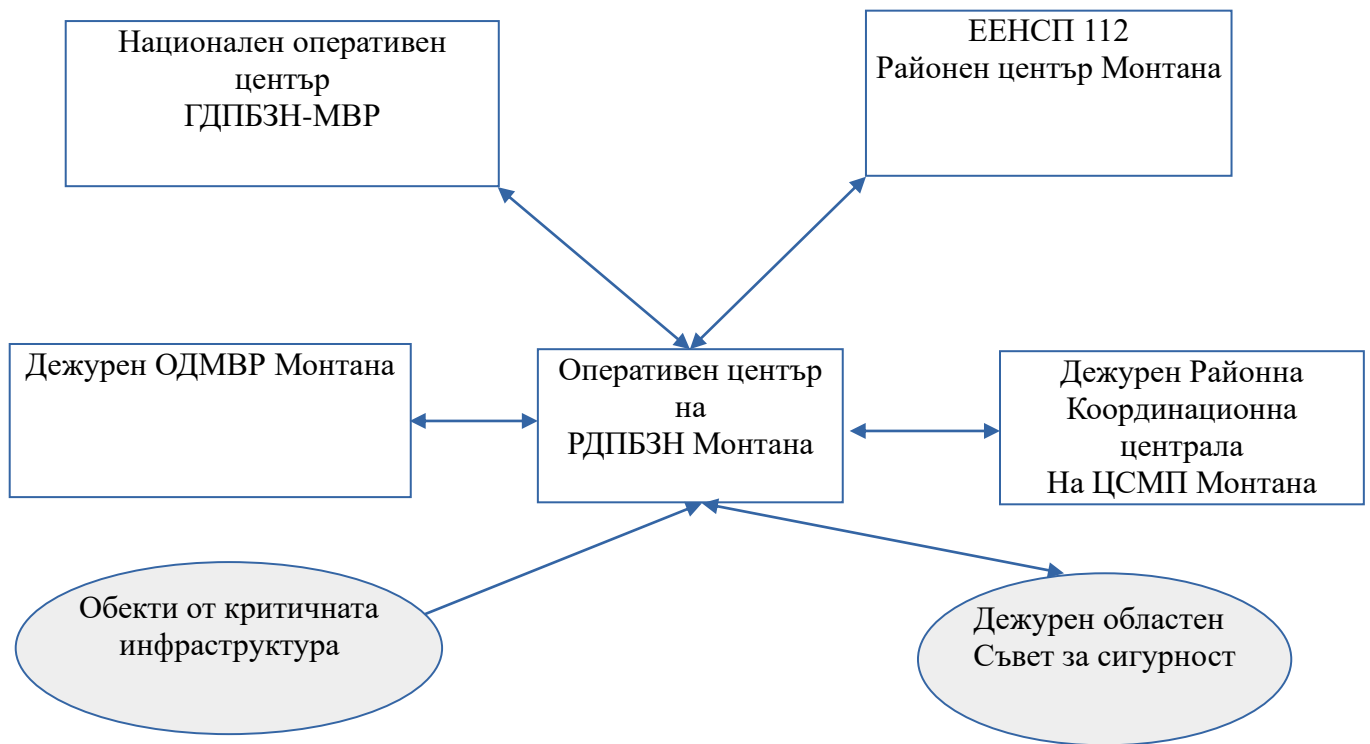 Национален оперативен
център
ГДПБЗН-МВР
ЕЕНСП 112
Районен център Монтана
Дежурен ОДМВР Монтана
Оперативен център
на
РДПБЗН Монтана
Дежурен Районна
Координационна
централа
На ЦСМП Монтана
Обекти от критичната
инфраструктура
Дежурен областен
Съвет за сигурност